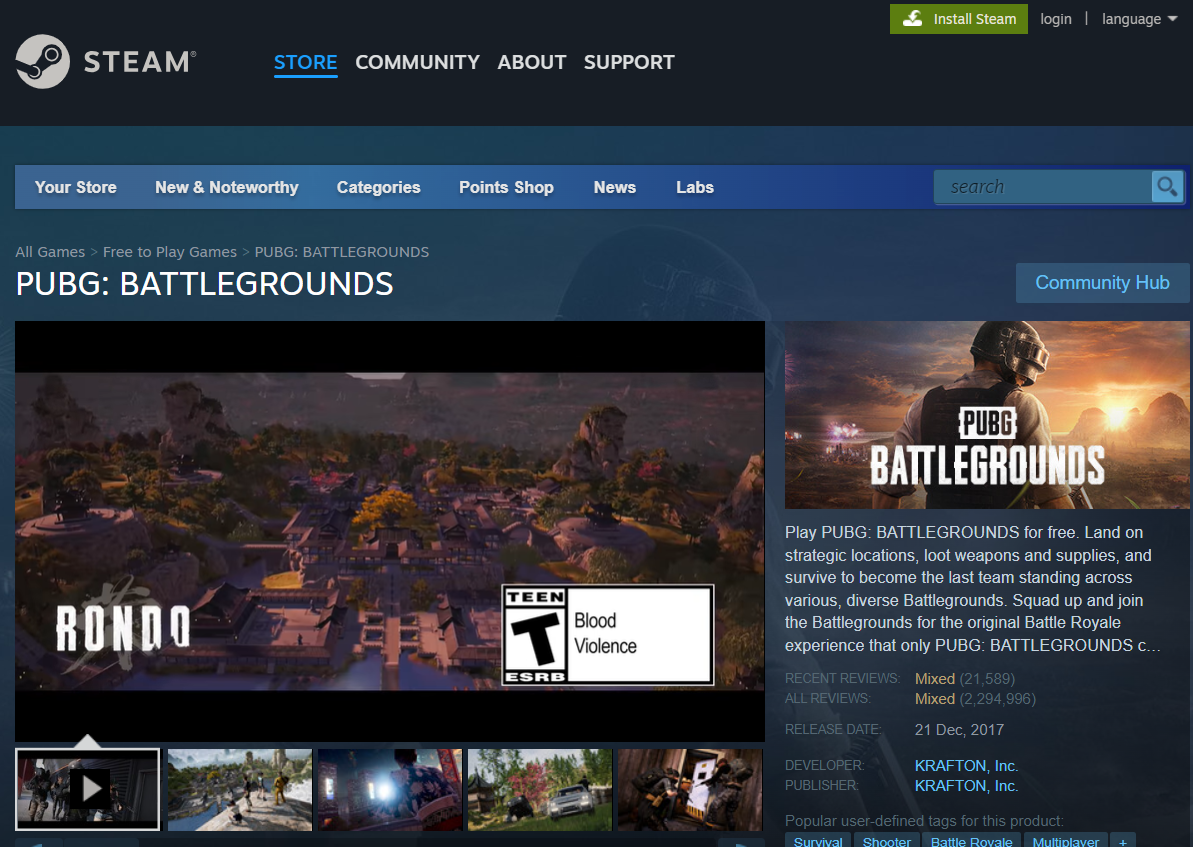 Install Steam login | language
STEAM®
STORE COMMUNITY ABOUT SUPPORT
Your Store New & Noteworthy Categories Points Shop News Labs search
All Games > Free to Play Games > PUBG: BATTLEGROUNDS
PUBG: BATTLEGROUNDS
Community Hub
RONDO
TEEN
T
ESRB
Blood
Violence
PUBG
BATTLEGROUNDS
Play PUBG: BATTLEGROUNDS for free. Land on
strategic locations, loot weapons and supplies, and
survive to become the last team standing across
various, diverse Battlegrounds. Squad up and join
the Battlegrounds for the original Battle Royale
experience that only PUBG: BATTLEGROUNDS c…
RECENT REVIEWS: Mixed (21,589)
ALL REVIEWS: Mixed (2,294,996)
RELEASE DATE: 21 Dec, 2017
DEVELOPER: KRAFTON, Inc.
PUBLISHER: KRAFTON, Inc.
Popular user-defined tags for this product:
Survival Shooter Battle Royale Multiplayer +